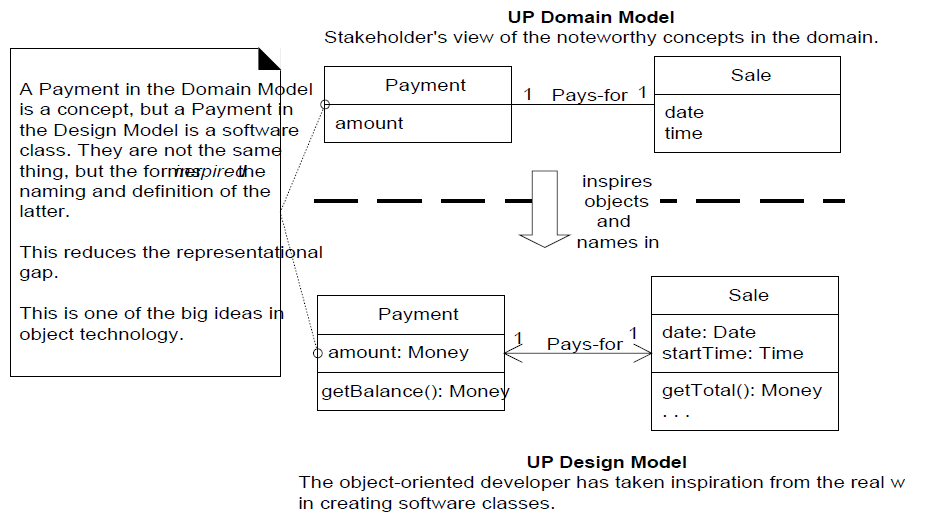 UP Domain Model
Stakeholder's view of the noteworthy concepts in the domain.
A Payment in the Domain Model
is a concept, but a Payment in
the Design Model is a software
class. They are not the same
thing, but the former inspired the
naming and definition of the
latter.
This reduces the representational
gap.
This is one of the big ideas in
object technology.
Payment
amount
1 Pays-for 1
Sale
date
time
inspires
objects
and
names in
Payment
amount: Money
getBalance(): Money
1 Pays-for 1
Sale
date: Date
startTime: Time
getTotal(): Money
. . .
UP Design Model
The object-oriented developer has taken inspiration from the real w
in creating software classes.